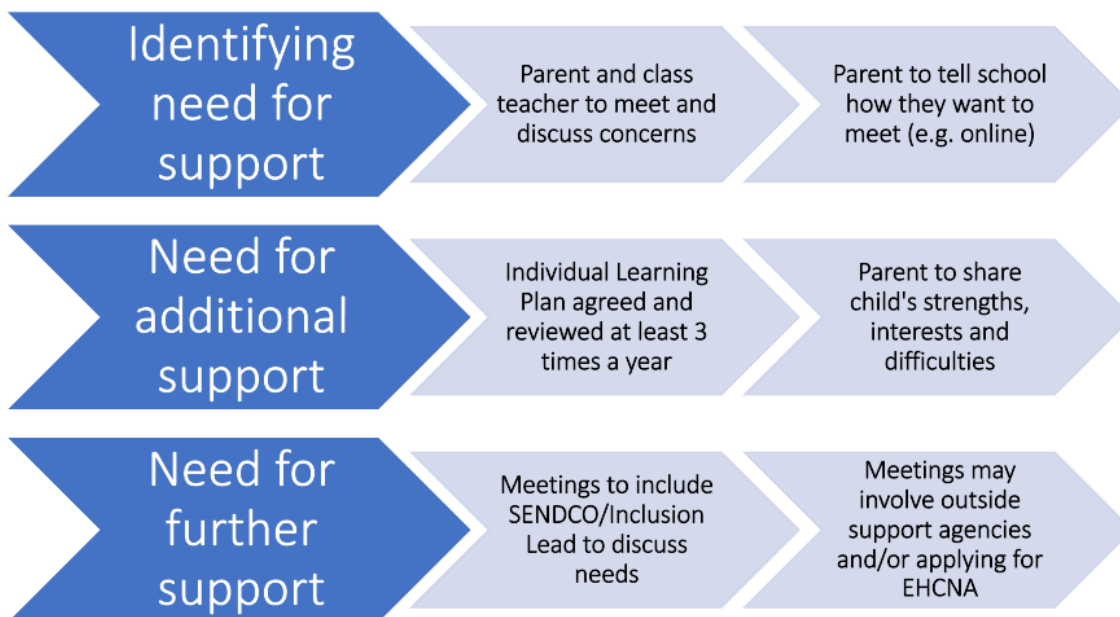 Identifying
need for
support
Parent and class
teacher to meet and
discuss concerns
Parent to tell school
how they want to
meet (e.g. online)
Need for
additional
support
Individual Learning
Plan agreed and
reviewed at least 3
times a year
Parent to share
child's strengths,
interests and
difficulties
Need for
further
support
Meetings to include
SENDCO/Inclusion
Lead to discuss
needs
Meetings may
involve outside
support agencies
and/or applying for
EHCNA